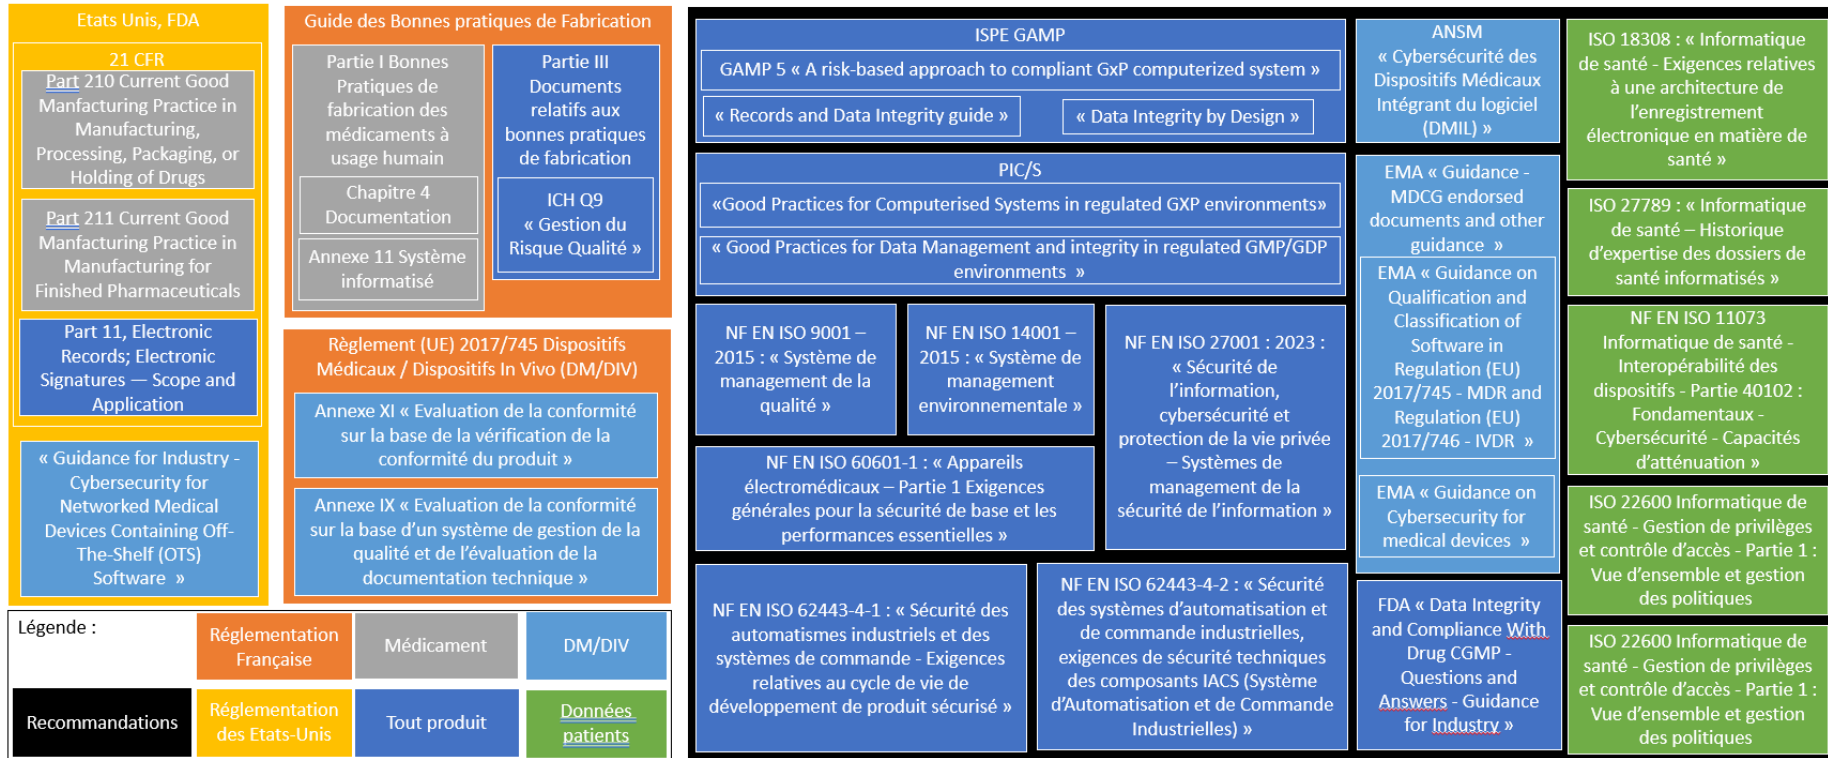 Etats Unis, FDA
21 CFR
Part 210 Current Good
Manfacturing Practice in
Manufacturing,
Processing, Packaging, or
Holding of Drugs
Part 211 Current Good
Manfacturing Practice in
Manufacturing for
Finished Pharmaceuticals
Part 11, Electronic
Records; Electronic
Signatures — Scope and
Application
« Guidance for Industry -
Cybersecurity for
Networked Medical
Devices Containing Off-
The-Shelf (OTS)
Software »
Guide des Bonnes pratiques de Fabrication
Partie I Bonnes
Pratiques de
fabrication des
médicaments à
usage humain
Chapitre 4
Documentation
Annexe 11 Système
informatisé
Partie III
Documents
relatifs aux
bonnes pratiques
de fabrication
ICH Q9
« Gestion du
Risque Qualité »
Règlement (UE) 2017/745 Dispositifs
Médicaux / Dispositifs In Vivo (DM/DIV)
Annexe XI « Evaluation de la conformité
sur la base de la vérification de la
conformité du produit »
Annexe IX « Evaluation de la conformité
sur la base d’un système de gestion de la
qualité et de l’évaluation de la
documentation technique »
Légende :
Réglementation
Française
Médicament
DM/DIV
Recommandations
Réglementation
des Etats-Unis
Tout produit
Données
patients
ISPE GAMP
GAMP 5 « A risk-based approach to compliant GxP computerized system »
« Records and Data Integrity guide »
« Data Integrity by Design »
PIC/S
«Good Practices for Computerised Systems in regulated GXP environments»
« Good Practices for Data Management and integrity in regulated GMP/GDP
environments »
NF EN ISO 9001 –
2015 : « Système de
management de la
qualité »
NF EN ISO 14001 –
2015 : « Système de
management
environnementale »
NF EN ISO 27001 : 2023 :
« Sécurité de
l’information,
cybersécurité et
protection de la vie privée
– Systèmes de
management de la
sécurité de l’information »
NF EN ISO 60601-1 : « Appareils
électromédicaux – Partie 1 Exigences
générales pour la sécurité de base et les
performances essentielles »
NF EN ISO 62443-4-1 : « Sécurité des
automatismes industriels et des
systèmes de commande - Exigences
relatives au cycle de vie de
développement de produit sécurisé »
NF EN ISO 62443-4-2 : « Sécurité
des systèmes d’automatisation et
de commande industrielles,
exigences de sécurité techniques
des composants IACS (Système
d’Automatisation et de Commande
Industrielles) »
ANSM
« Cybersécurité des
Dispositifs Médicaux
Intégrant du logiciel
(DMIL) »
EMA « Guidance -
MDCG endorsed
documents and other
guidance »
EMA « Guidance on
Qualification and
Classification of
Software in
Regulation (EU)
2017/745 - MDR and
Regulation (EU)
2017/746 - IVDR »
EMA « Guidance on
Cybersecurity for
medical devices »
FDA « Data Integrity
and Compliance With
Drug CGMP -
Questions and
Answers - Guidance
for Industry »
ISO 18308 : « Informatique
de santé - Exigences relatives
à une architecture de
l’enregistrement
électronique en matière de
santé »
ISO 27789 : « Informatique
de santé – Historique
d’expertise des dossiers de
santé informatisés »
NF EN ISO 11073
Informatique de santé -
Interopérabilité des
dispositifs - Partie 40102 :
Fondamentaux -
Cybersécurité - Capacités
d’atténuation »
ISO 22600 Informatique de
santé - Gestion de privilèges
et contrôle d’accès - Partie 1 :
Vue d’ensemble et gestion
des politiques
ISO 22600 Informatique de
santé - Gestion de privilèges
et contrôle d’accès - Partie 1 :
Vue d’ensemble et gestion
des politiques